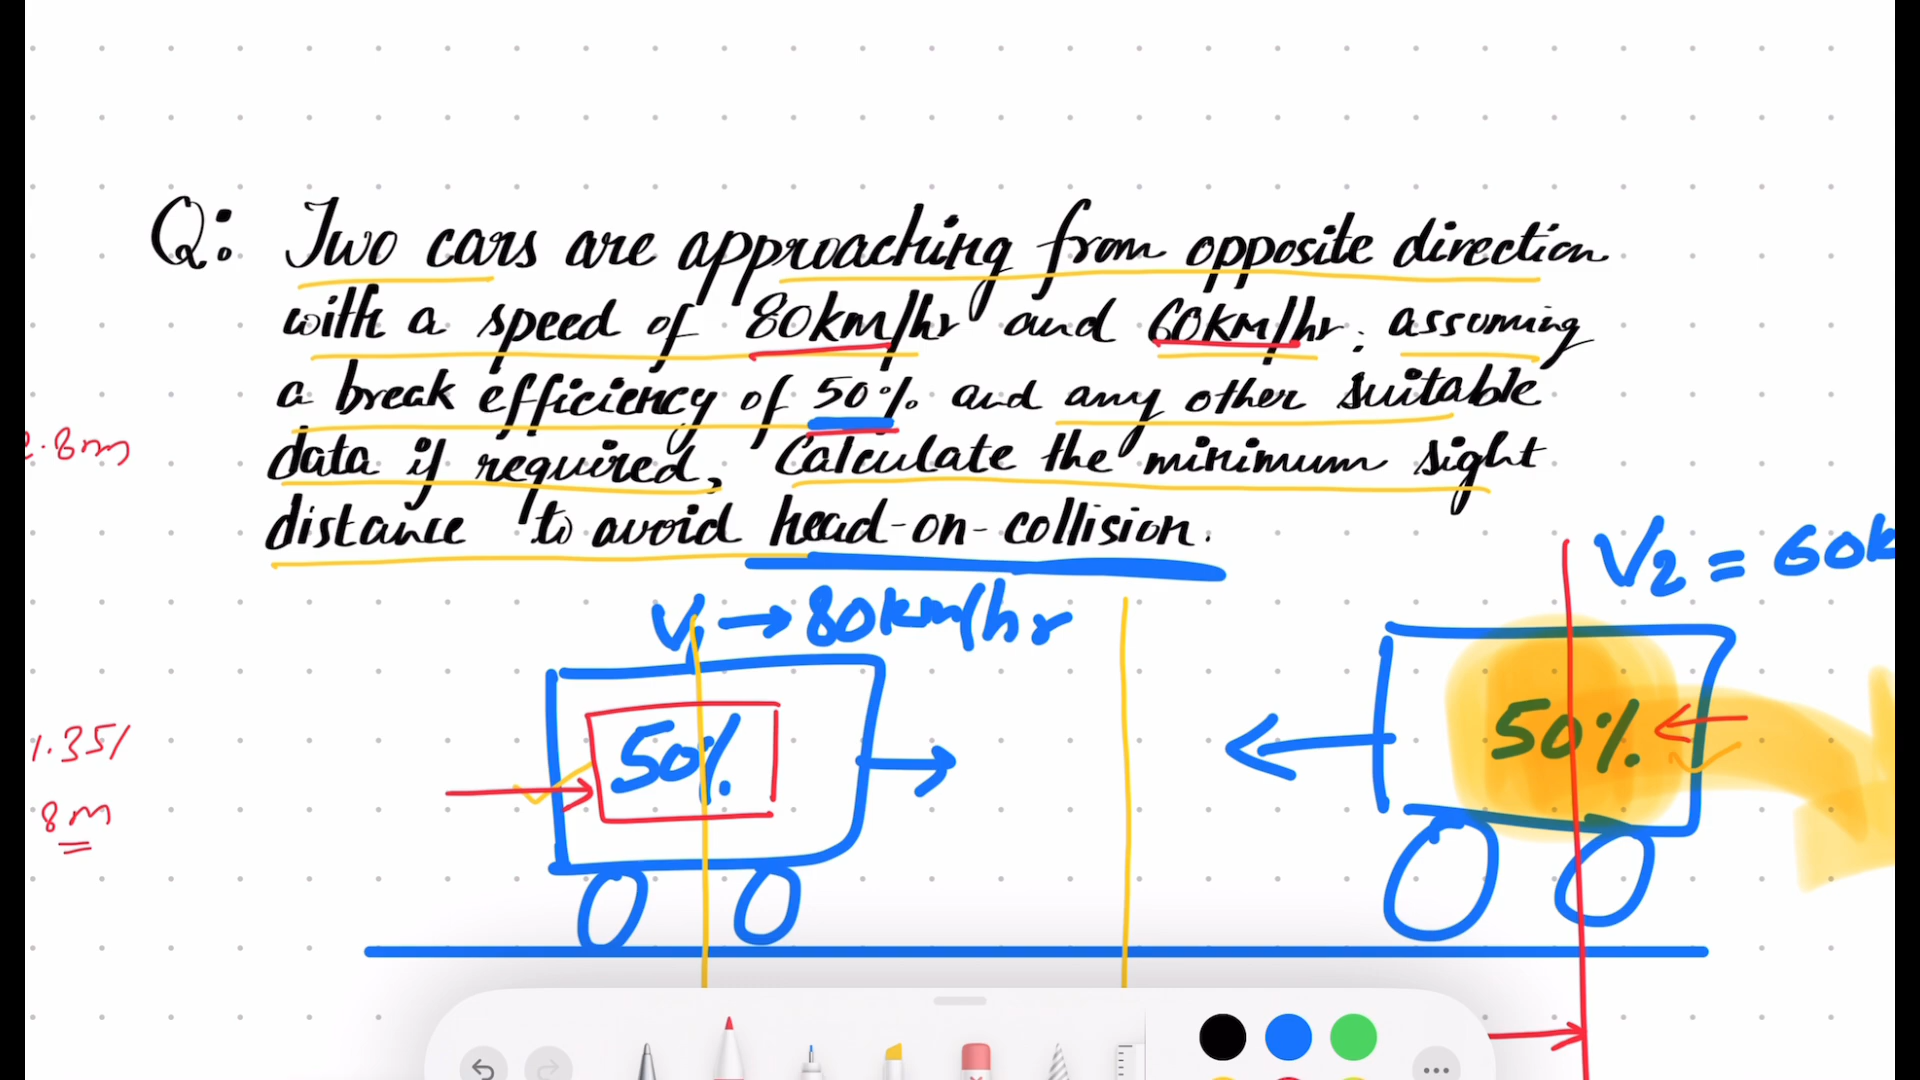 Q: Two cars are approaching from opposite direction
with a speed of 80km/hr and 60km/hr. assuming
a break efficiency of 50% and any other suitable
data if required, Calculate the minimum sight
distance to avoid head-on-collision.
.8m
V2 = 60k
V1 → 80km/hr
50%
50%
1.351
8m